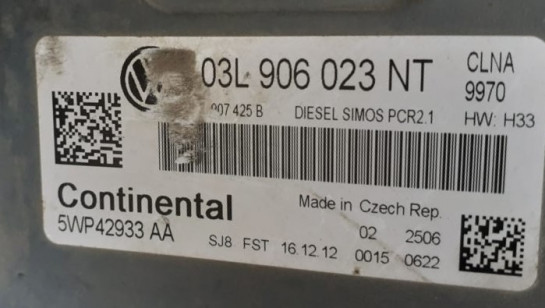 03L 906 023 NT
CLNA
9970
907 425 B DIESEL SIMOS PCR2.1 HW: H33
Continental
5WP42933 AA
Made in Czech Rep.
02 2506
SJ8 FST 16.12.12 0015 0622